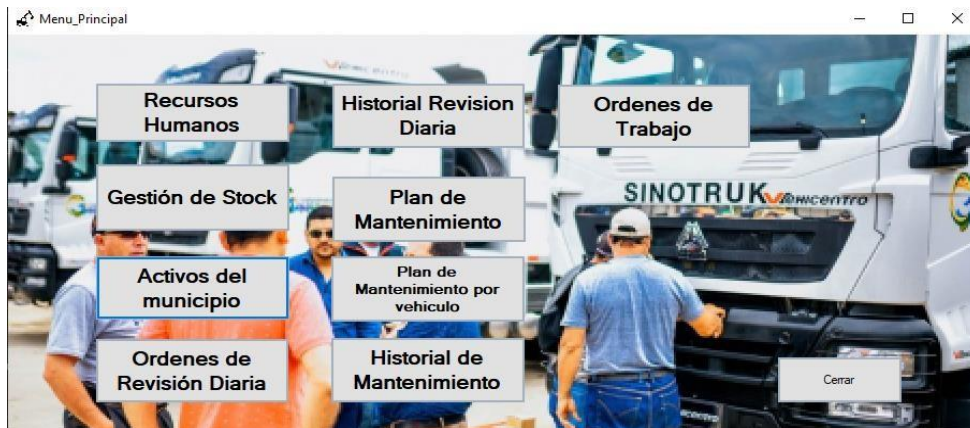 Menu_Principal
Recursos
Humanos
Gestión de Stock
Activos del
municipio
Ordenes de
Revisión Diaria
Historial Revision
Diaria
Plan de
Mantenimiento
Plan de
Mantenimiento por
vehiculo
Historial de
Mantenimiento
Ordenes de
Trabajo
SINOTRUK Vehicentro
Cerrar